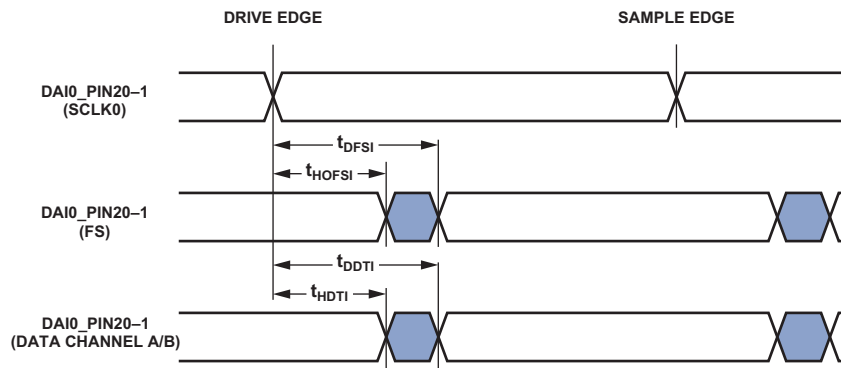 DRIVE EDGE
SAMPLE EDGE
DAI0_PIN20–1
(SCLK0)
tDFSI
tHOFSI
DAI0_PIN20–1
(FS)
tDDTI
tHDTI
DAI0_PIN20–1
(DATA CHANNEL A/B)